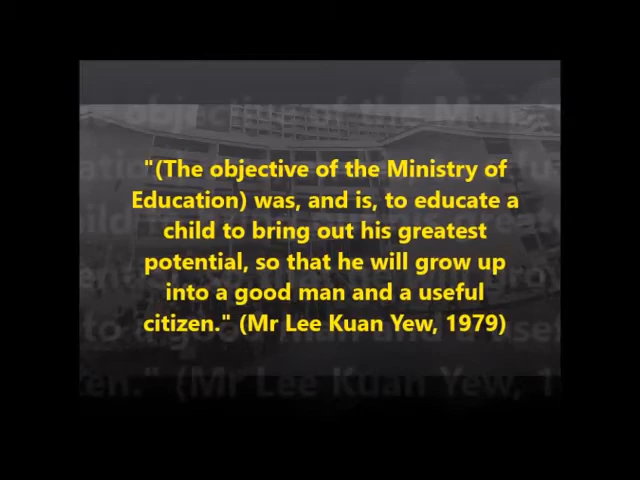 "(The objective of the Ministry of
Education) was, and is, to educate a
child to bring out his greatest
potential, so that he will grow up
into a good man and a useful
citizen." (Mr Lee Kuan Yew, 1979)